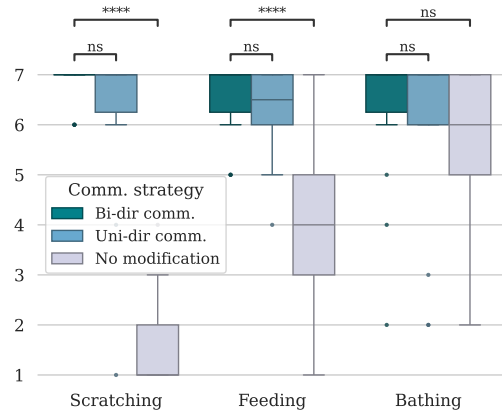 ****
****
ns
ns
ns
ns
7
6
5
4
3
2
1
Comm. strategy
Bi-dir comm.
Uni-dir comm.
No modification
Scratching
Feeding
Bathing